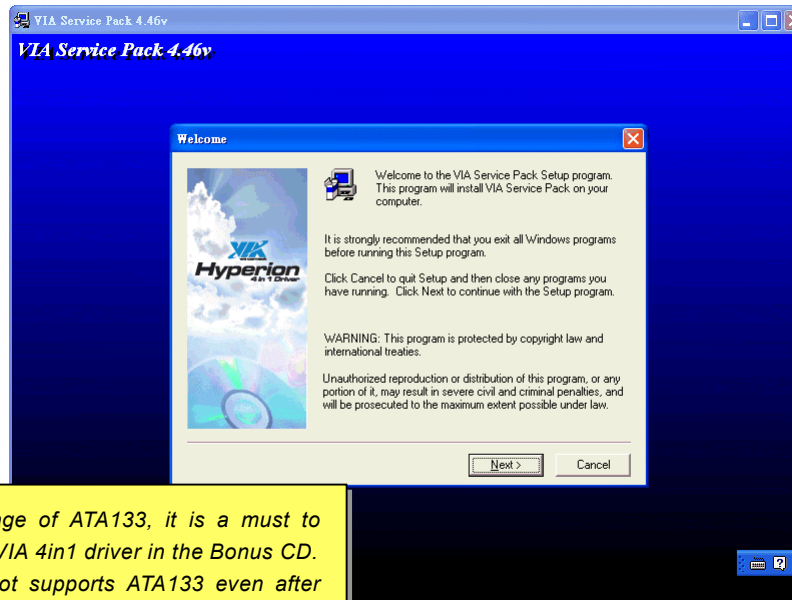 VIA Service Pack 4.46v
VIA Service Pack 4.46v
Welcome
VIA
Hyperion
4 in 1 Driver
Welcome to the VIA Service Pack Setup program.
This program will install VIA Service Pack on your
computer.
It is strongly recommended that you exit all Windows programs
before running this Setup program.
Click Cancel to quit Setup and then close any programs you
have running. Click Next to continue with the Setup program.
WARNING: This program is protected by copyright law and
international treaties.
Unauthorized reproduction or distribution of this program, or any
portion of it, may result in severe civil and criminal penalties, and
will be prosecuted to the maximum extent possible under law.
Next >
Cancel
of ATA133, it is a must to
VIA 4in1 driver in the Bonus CD.
supports ATA133 even after